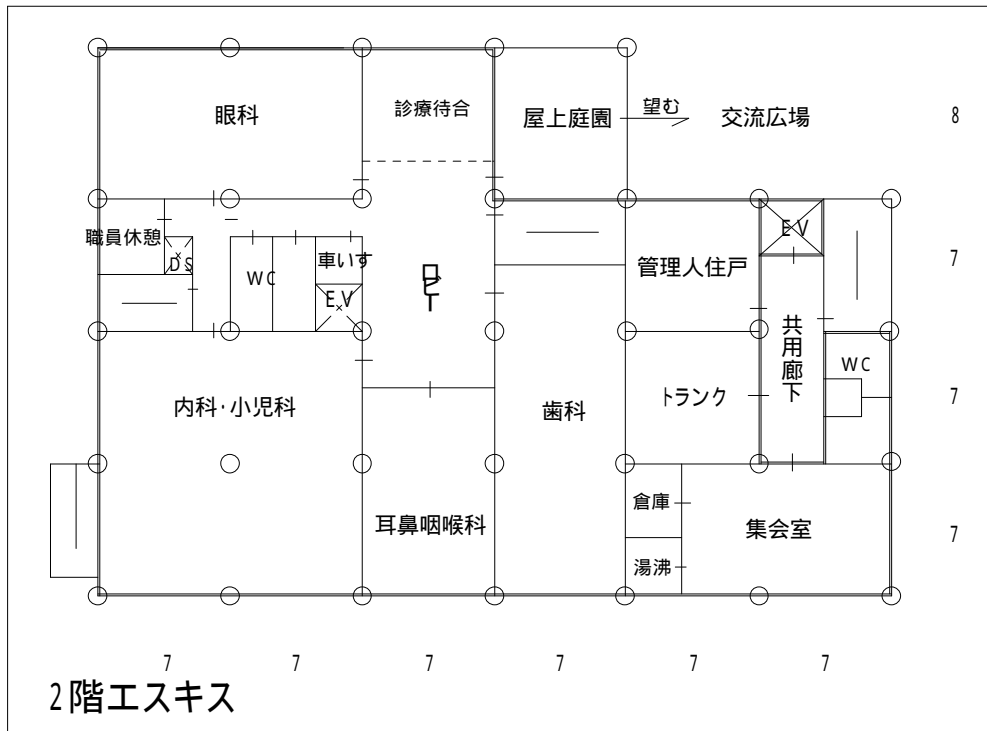 眼科
診療待合
屋上庭園
望む
交流広場
8
職員休憩
DS
WC
車いす
EV
ロビー
管理人住戸
EV
7
共用廊下
WC
内科・小児科
歯科
トランク
7
耳鼻咽喉科
倉庫
湯沸
集会室
7
7
7
7
7
7
7
2階エスキス